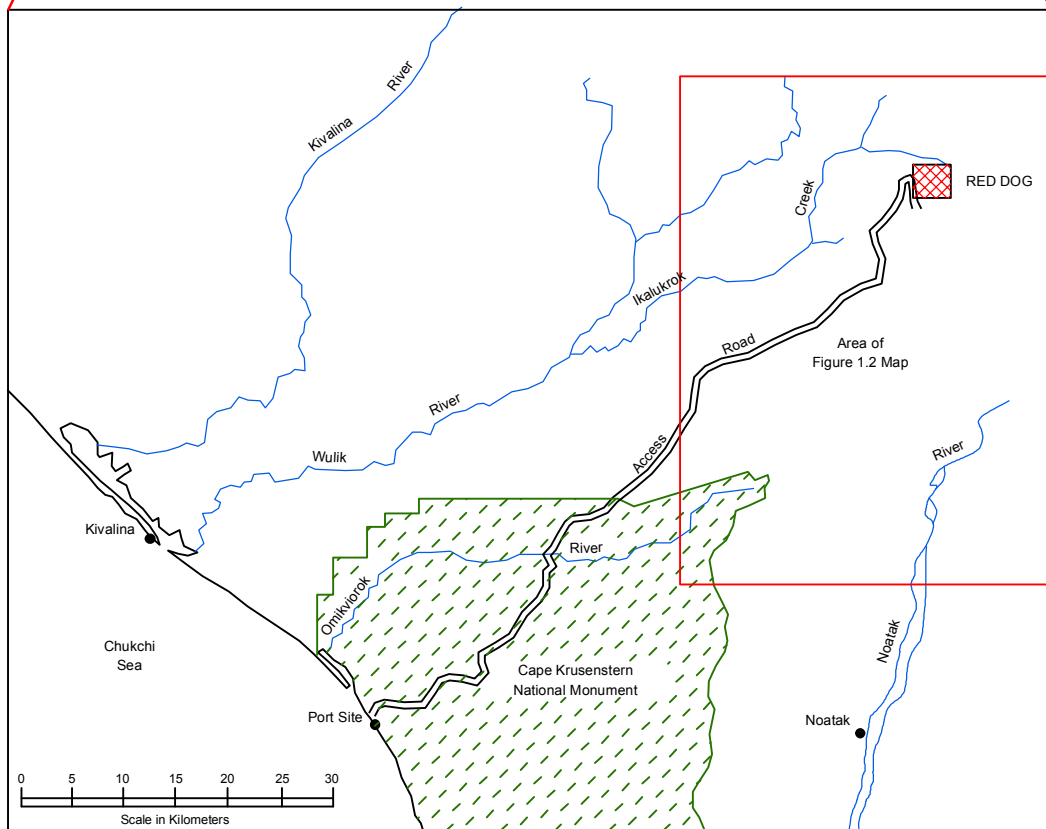 Kivalina
River
RED DOG
Creek
Ikalukrok
Road
Area of
Figure 1.2 Map
River
Wulik
Access
River
Kivalina
River
Omikviorok
Noatak
Chukchi
Sea
Cape Krusenstern
National Monument
Port Site
Noatak
0 5 10 15 20 25 30
Scale in Kilometers